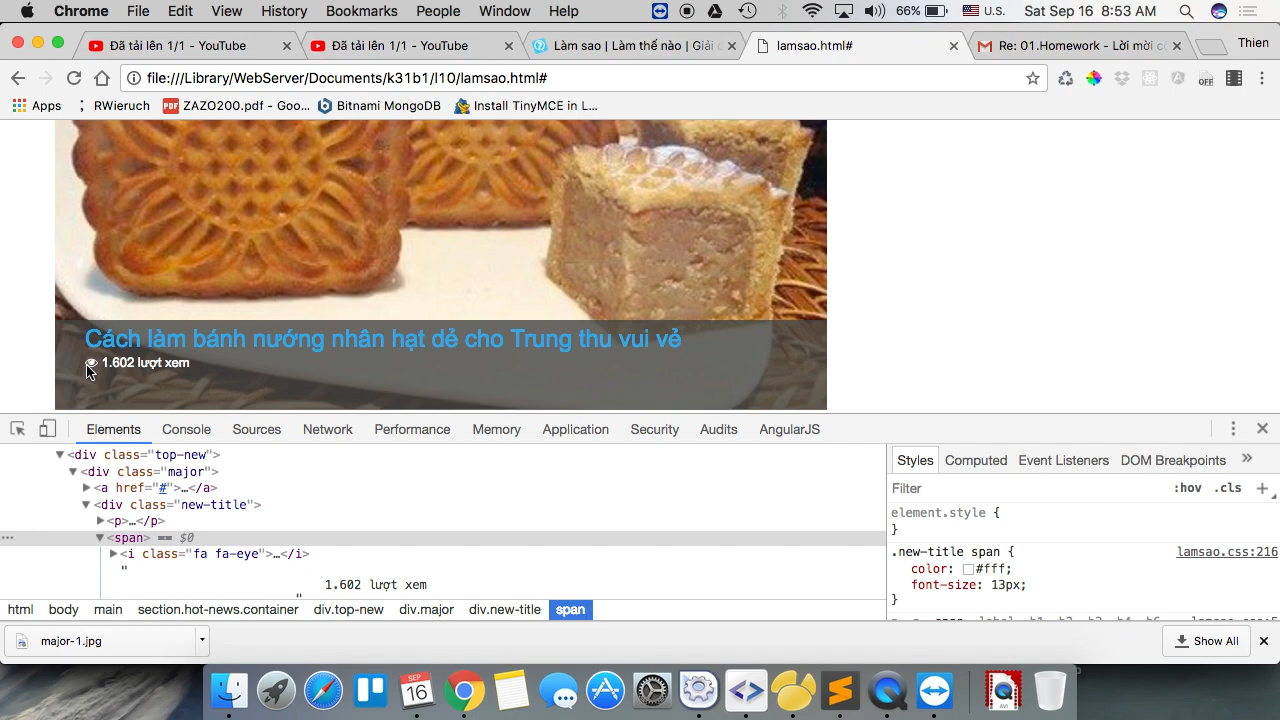 Chrome File Edit View History Bookmarks People Window Help 66% U.S. Sat Sep 16 8:53 AM
Đã tải lên 1/1 - YouTube Đã tải lên 1/1 - YouTube Làm sao | Làm thế nào | Giải đ lamsao.html# Re: 01.Homework - Lời mời c Thien
file:///Library/WebServer/Documents/k31b1/l10/lamsao.html#
OFF
Apps RWieruch ZAZO200.pdf - Goo... Bitnami MongoDB Install TinyMCE in L...
Cách làm bánh nướng nhân hạt dẻ cho Trung thu vui vẻ
1.602 lượt xem
Elements Console Sources Network Performance Memory Application Security Audits AngularJS
▼<div class="top-new">
▼<div class="major">
▶<a href="#">…</a>
▼<div class="new-title">
▶<p>…</p>
… ▼<span> == $0
▶<i class="fa fa-eye">…</i>
"
1.602 lượt xem
"
html body main section.hot-news.container div.top-new div.major div.new-title span
Styles Computed Event Listeners DOM Breakpoints »
Filter :hov .cls +
element.style {
}
.new-title span { lamsao.css:216
color: #fff;
font-size: 13px;
}
major-1.jpg Show All
SEP
16
AVI